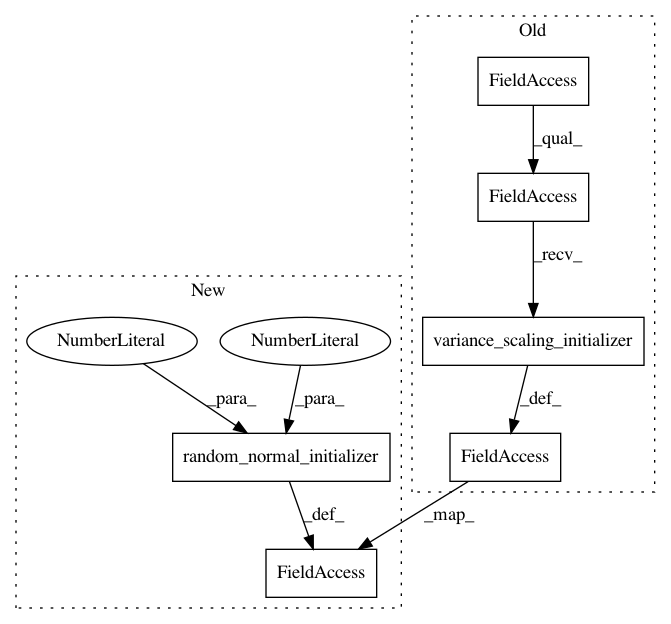 Old
FieldAccess
_qual_
FieldAccess
_recv_
New
NumberLiteral
NumberLiteral
variance_scaling_initializer
_para_
_para_
_def_
random_normal_initializer
FieldAccess
_def_
_map_
FieldAccess